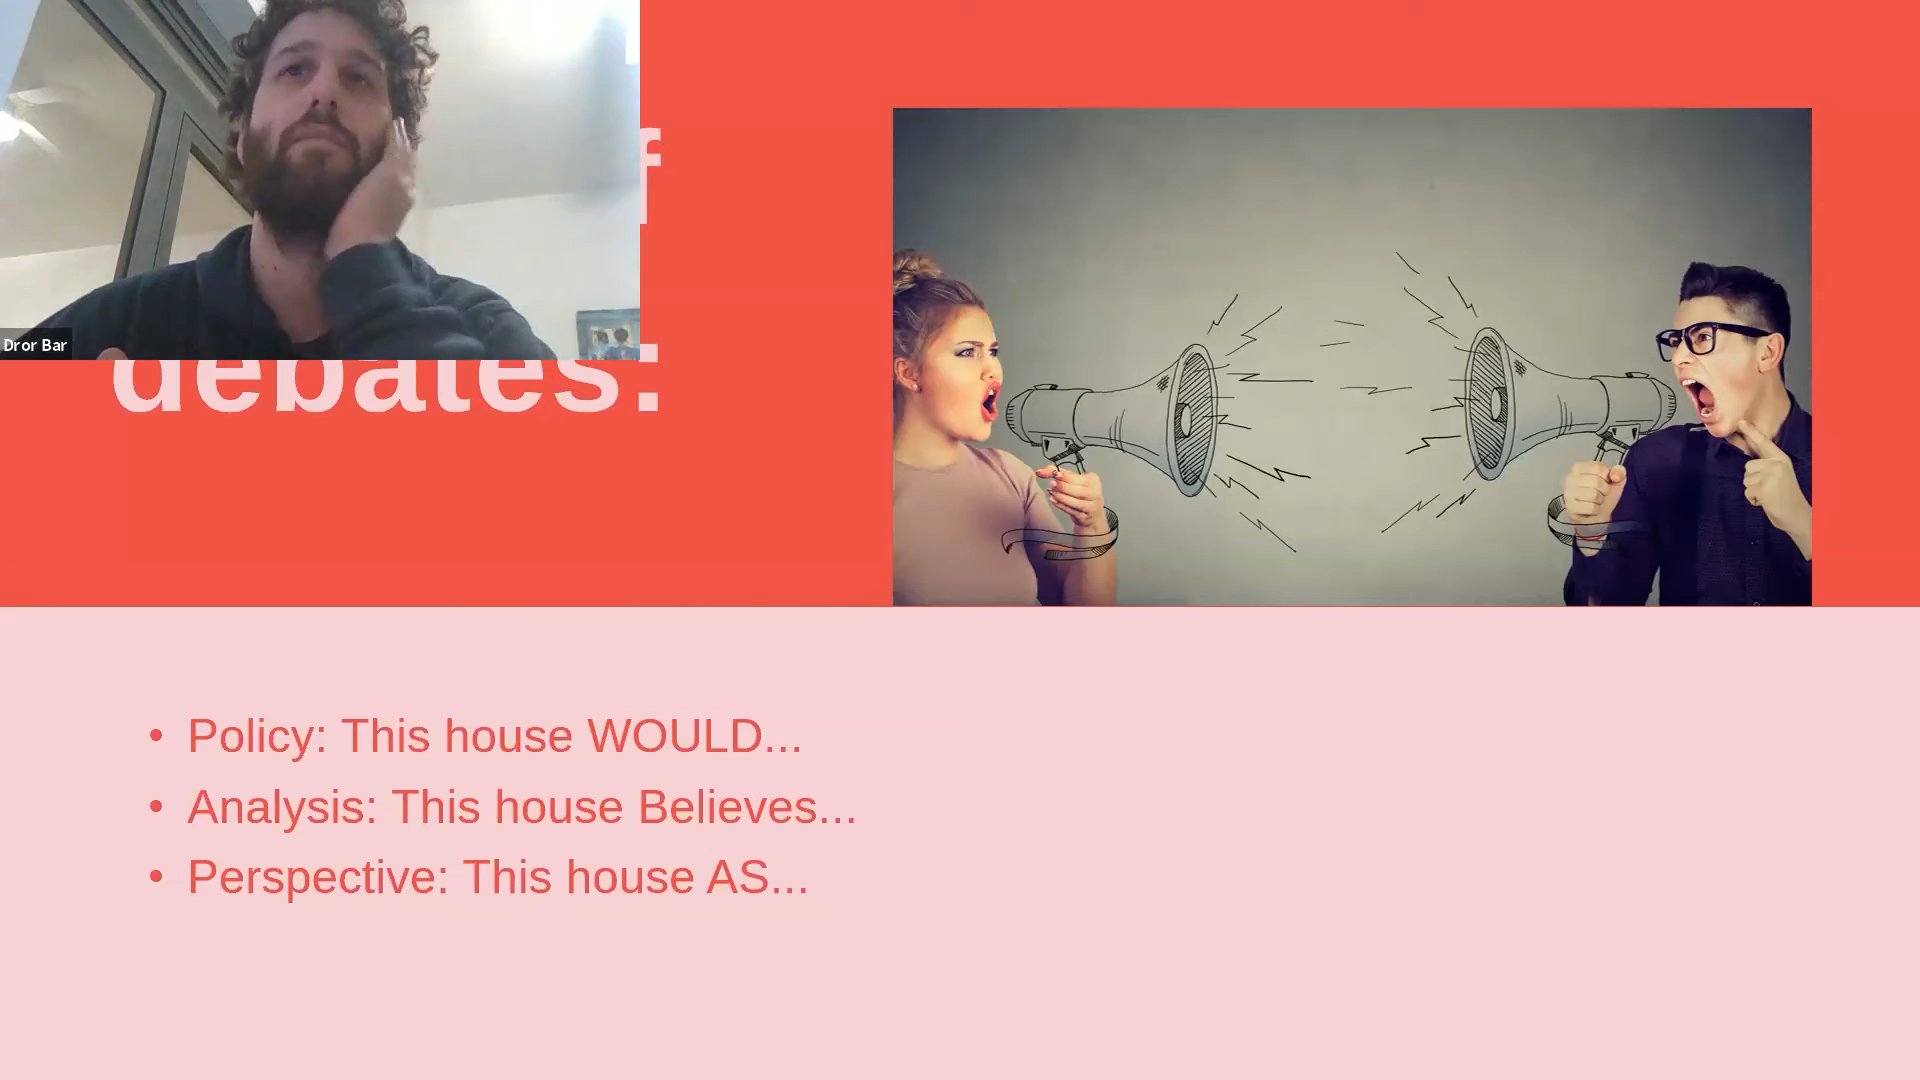 f
Dror Bar
debates:
• Policy: This house WOULD...
• Analysis: This house Believes...
• Perspective: This house AS...